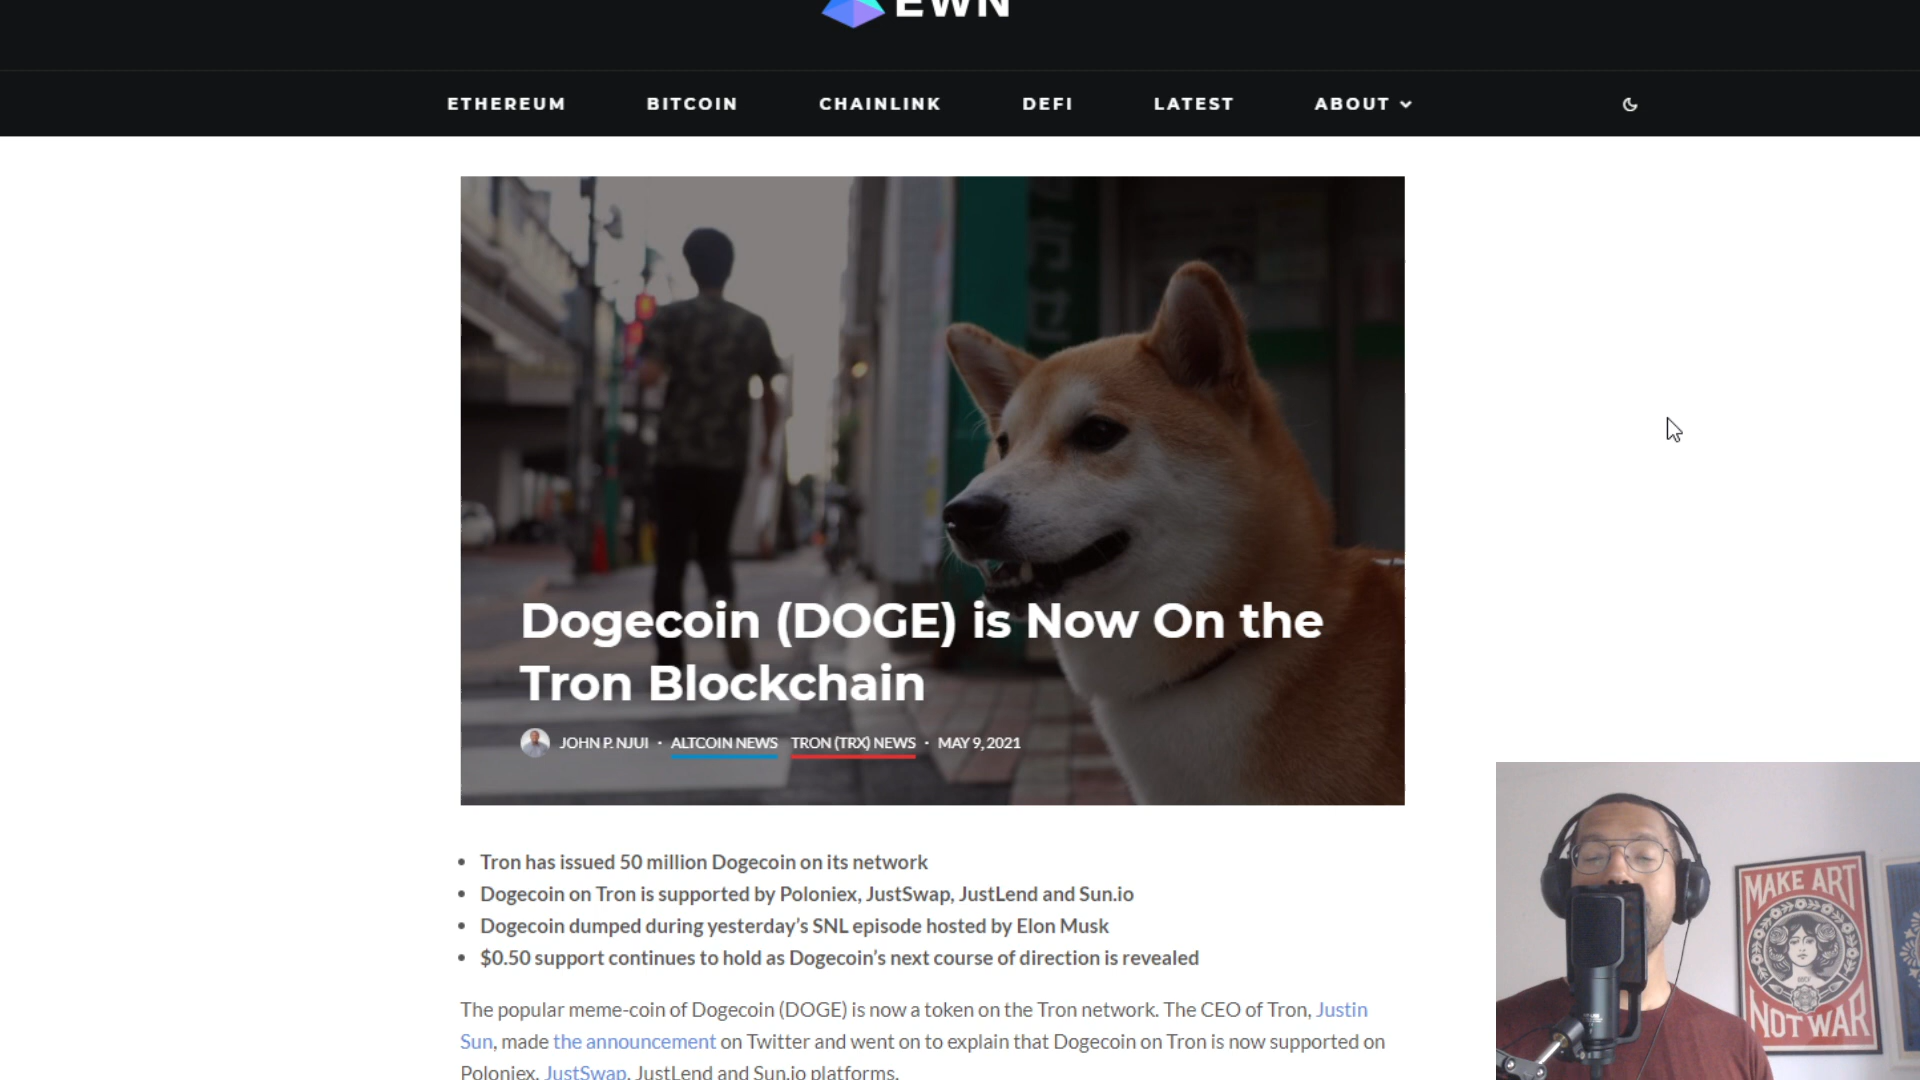 EWN
ETHEREUM BITCOIN CHAINLINK DEFI LATEST ABOUT
Dogecoin (DOGE) is Now On the
Tron Blockchain
JOHN P. NJUI · ALTCOIN NEWS TRON (TRX) NEWS · MAY 9, 2021
• Tron has issued 50 million Dogecoin on its network
• Dogecoin on Tron is supported by Poloniex, JustSwap, JustLend and Sun.io
• Dogecoin dumped during yesterday's SNL episode hosted by Elon Musk
• $0.50 support continues to hold as Dogecoin's next course of direction is revealed
The popular meme-coin of Dogecoin (DOGE) is now a token on the Tron network. The CEO of Tron, Justin
Sun, made the announcement on Twitter and went on to explain that Dogecoin on Tron is now supported on
Poloniex, JustSwap, JustLend and Sun.io platforms.
MAKE ART
NOT WAR